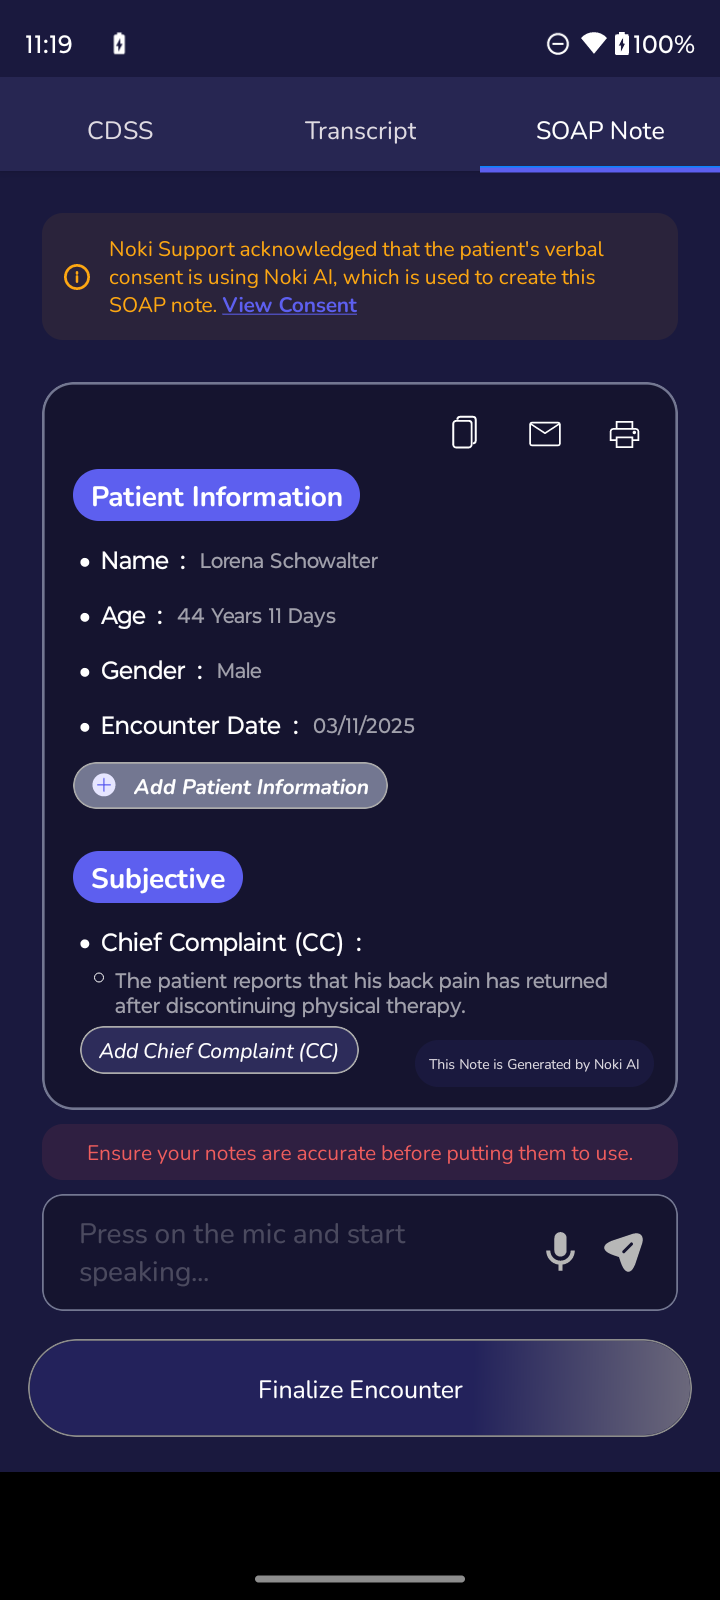 11:19
100%
CDSS
Transcript
SOAP Note
Noki Support acknowledged that the patient's verbal
consent is using Noki AI, which is used to create this
SOAP note. View Consent
Patient Information
• Name : Lorena Schowalter
• Age : 44 Years 11 Days
• Gender : Male
• Encounter Date : 03/11/2025
Add Patient Information
Subjective
• Chief Complaint (CC) :
The patient reports that his back pain has returned
after discontinuing physical therapy.
Add Chief Complaint (CC)
This Note is Generated by Noki AI
Ensure your notes are accurate before putting them to use.
Press on the mic and start
speaking...
Finalize Encounter